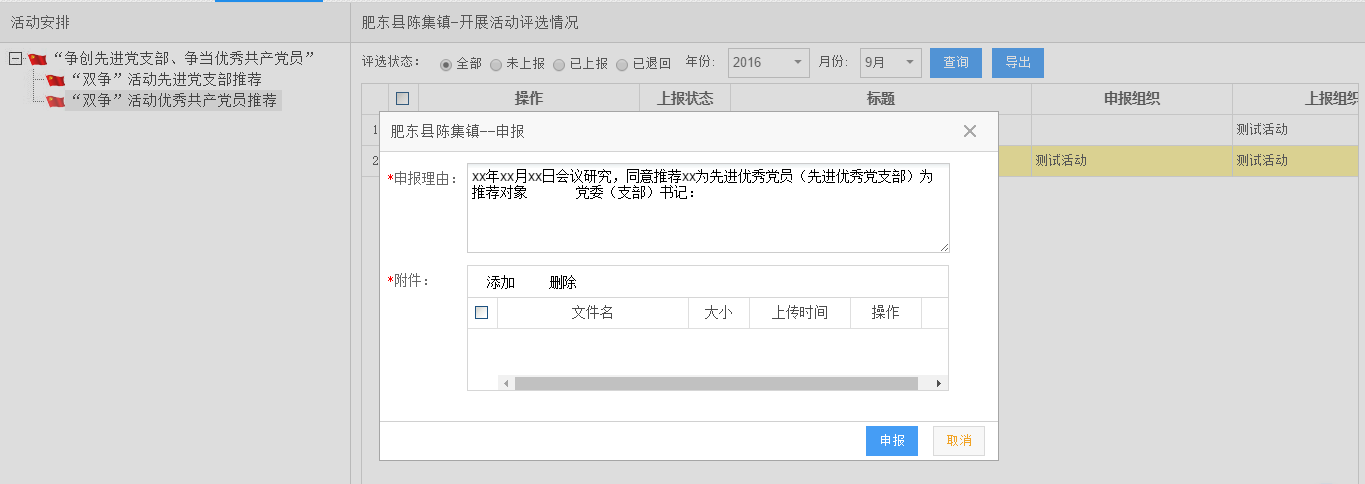 活动安排
肥东县陈集镇-开展活动评选情况
“争创先进党支部、争当优秀共产党员”
“双争”活动先进党支部推荐
“双争”活动优秀共产党员推荐
评选状态： 全部 未上报 已上报 已退回 年份: 2016 月份: 9月 查询 导出
操作 上报状态 标题 申报组织 上报组织
1 测试活动
2 测试活动 测试活动
肥东县陈集镇--申报
*申报理由： xx年xx月xx日会议研究，同意推荐xx为先进优秀党员（先进优秀党支部）为
推荐对象 党委（支部）书记：
*附件： 添加 删除
文件名 大小 上传时间 操作
申报 取消